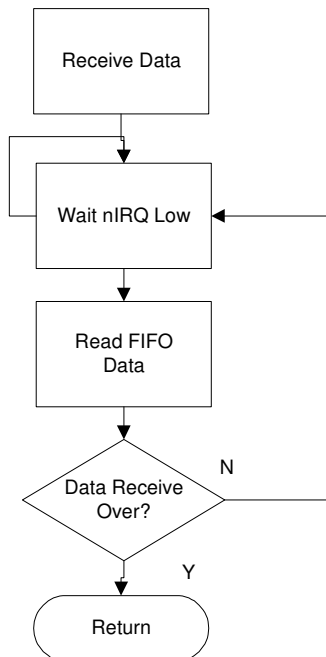 Receive Data
Wait nIRQ Low
Read FIFO
Data
Data Receive
Over?
N
Y
Return